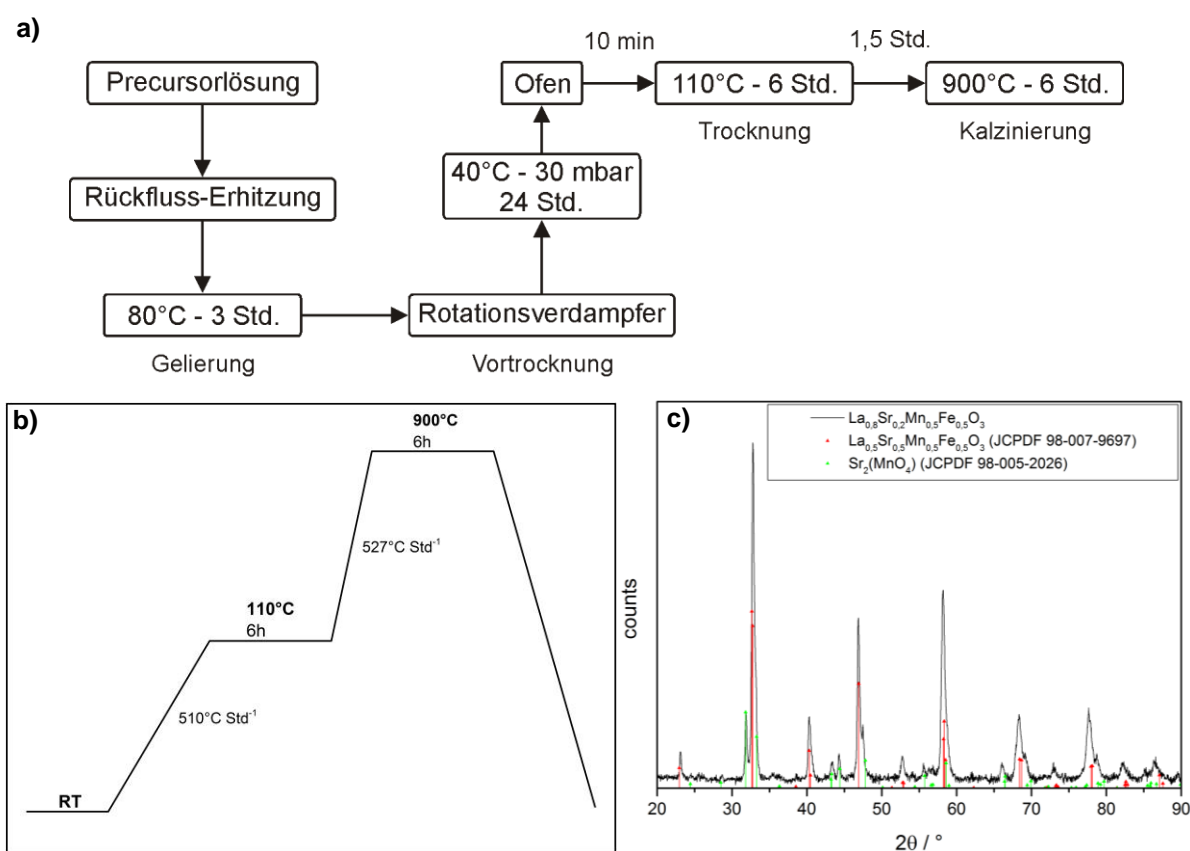 a)
Precursorlösung
Rückfluss-Erhitzung
80°C - 3 Std.
Gelierung
Rotationsverdampfer
Vortrocknung
40°C - 30 mbar
24 Std.
Ofen
10 min
110°C - 6 Std.
Trocknung
1,5 Std.
900°C - 6 Std.
Kalzinierung
b)
RT
510°C Std⁻¹
110°C
6h
527°C Std⁻¹
900°C
6h
c)
La₀,₈Sr₀,₂Mn₀,₅Fe₀,₅O₃
La₀,₅Sr₀,₅Mn₀,₅Fe₀,₅O₃ (JCPDF 98-007-9697)
Sr₂(MnO₄) (JCPDF 98-005-2026)
counts
20 30 40 50 60 70 80 90
2θ / °